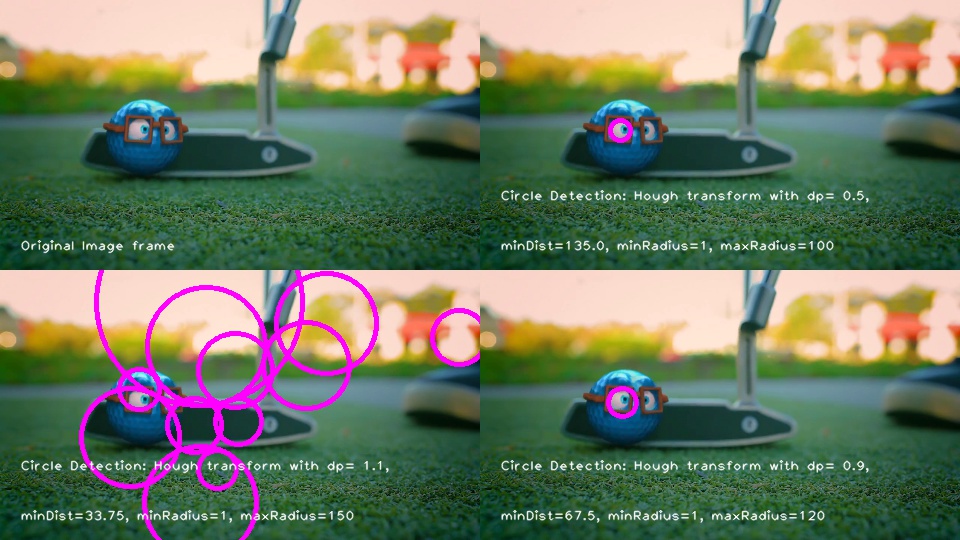 Original Image frame
Circle Detection: Hough transform with dp= 0.5,
minDist=135.0, minRadius=1, maxRadius=100
Circle Detection: Hough transform with dp= 1.1,
minDist=33.75, minRadius=1, maxRadius=150
Circle Detection: Hough transform with dp= 0.9,
minDist=67.5, minRadius=1, maxRadius=120